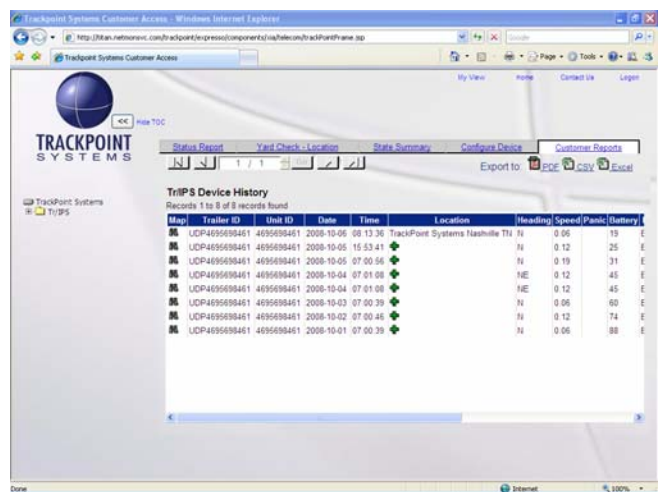 Trackpoint Systems Customer Access - Windows Internet Explorer
http://titan.networcsvc.com/trackpoint/expresso/components/via/telecom/trackPointFrame.jsp
Google
Trackpoint Systems Customer Access
Page Tools
My View Home Contact Us Logon
<< Hide TOC
TRACKPOINT
SYSTEMS
Status Report Yard Check - Location State Summary Configure Device Customer Reports
1 / 1
Export to: PDF CSV Excel
TrackPoint Systems
Tr/IPS
Tr/IPS Device History
Records 1 to 8 of 8 records found
Map Trailer ID Unit ID Date Time Location Heading Speed Panic Battery
UDP4695698461 4695698461 2008-10-06 08:13:36 TrackPoint Systems Nashville TN N 0.06 19 E
UDP4695698461 4695698461 2008-10-05 15:53:41 N 0.12 25 E
UDP4695698461 4695698461 2008-10-05 07:00:56 N 0.19 31 E
UDP4695698461 4695698461 2008-10-04 07:01:08 NE 0.12 45 E
UDP4695698461 4695698461 2008-10-04 07:01:08 NE 0.12 45 E
UDP4695698461 4695698461 2008-10-03 07:00:39 N 0.06 60 E
UDP4695698461 4695698461 2008-10-02 07:00:46 N 0.12 74 E
UDP4695698461 4695698461 2008-10-01 07:00:39 N 0.06 88 E
Done Internet 100%